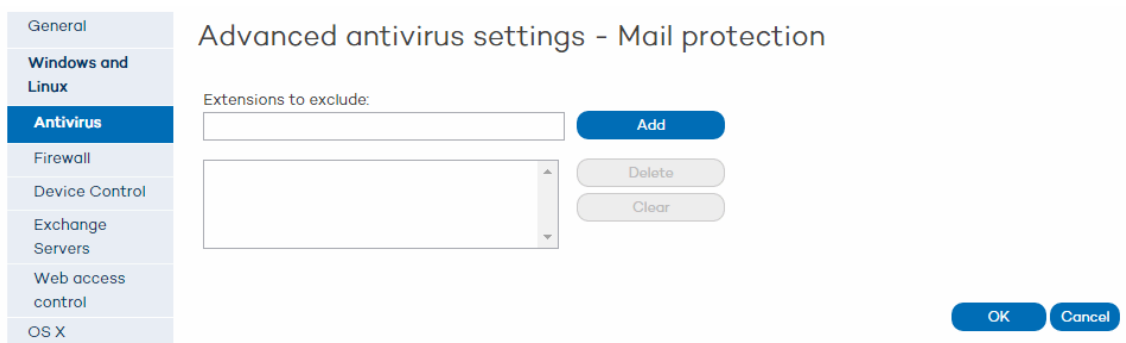 General
Windows and
Linux
Antivirus
Firewall
Device Control
Exchange
Servers
Web access
control
OS X
Advanced antivirus settings - Mail protection
Extensions to exclude:
Add
Delete
Clear
OK
Cancel